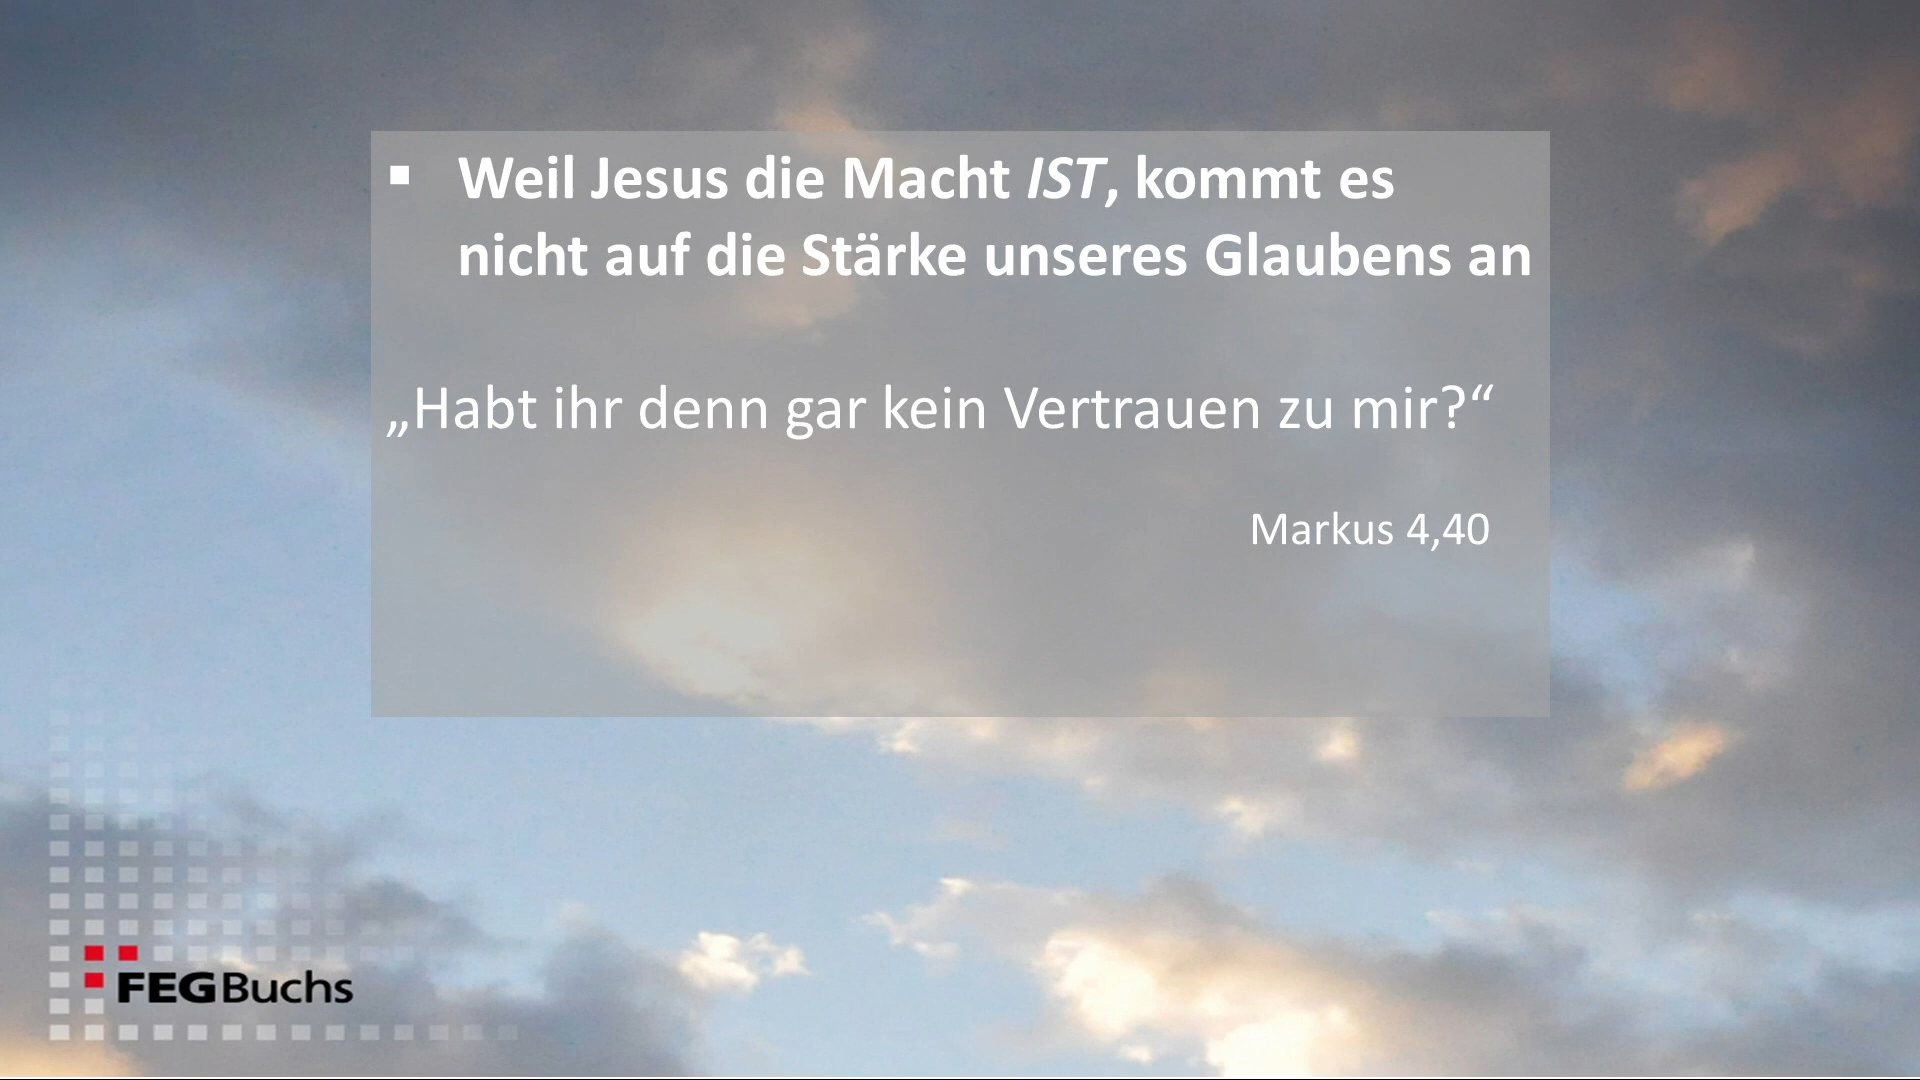 ▪ Weil Jesus die Macht IST, kommt es
nicht auf die Stärke unseres Glaubens an
„Habt ihr denn gar kein Vertrauen zu mir?“
Markus 4,40
FEGBuchs